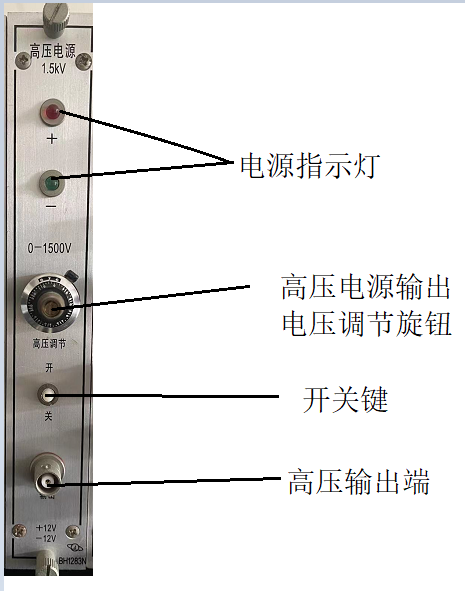 高压电源
1.5kV
+
电源指示灯
−
0-1500V
高压电源输出
电压调节旋钮
高压调节
开
开关键
关
高压输出端
+12V
-12V
BH1283N